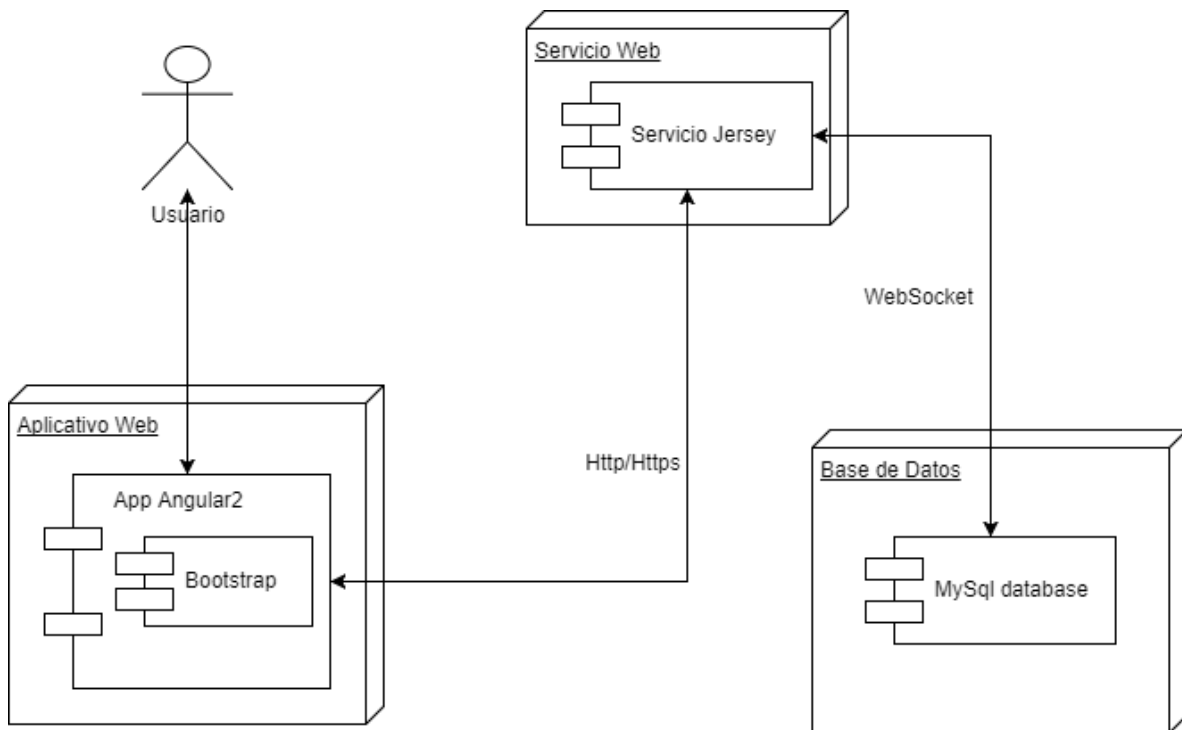 Servicio Web
Servicio Jersey
Usuario
WebSocket
Aplicativo Web
Http/Https
Base de Datos
App Angular2
Bootstrap
MySql database